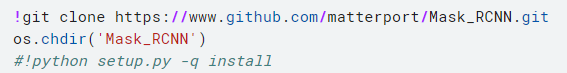 !git clone https://www.github.com/matterport/Mask_RCNN.git
os.chdir('Mask_RCNN')
#!python setup.py -q install